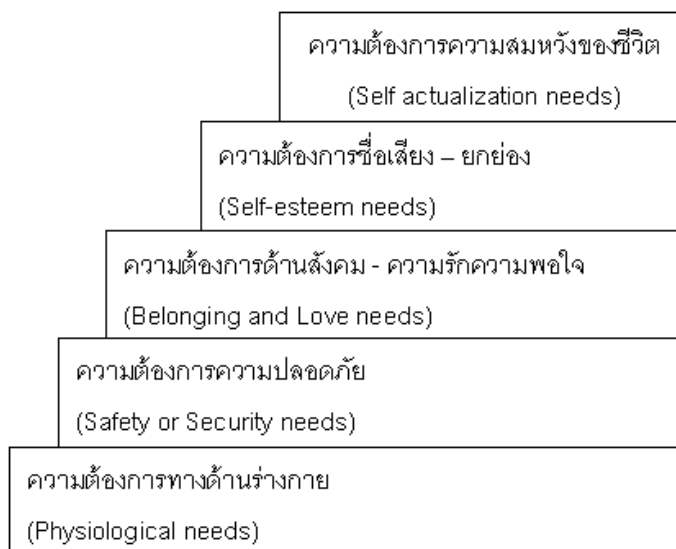 ความต้องการความสมหวังของชีวิต
(Self actualization needs)
ความต้องการชื่อเสียง – ยกย่อง
(Self-esteem needs)
ความต้องการด้านสังคม - ความรักความพอใจ
(Belonging and Love needs)
ความต้องการความปลอดภัย
(Safety or Security needs)
ความต้องการทางด้านร่างกาย
(Physiological needs)